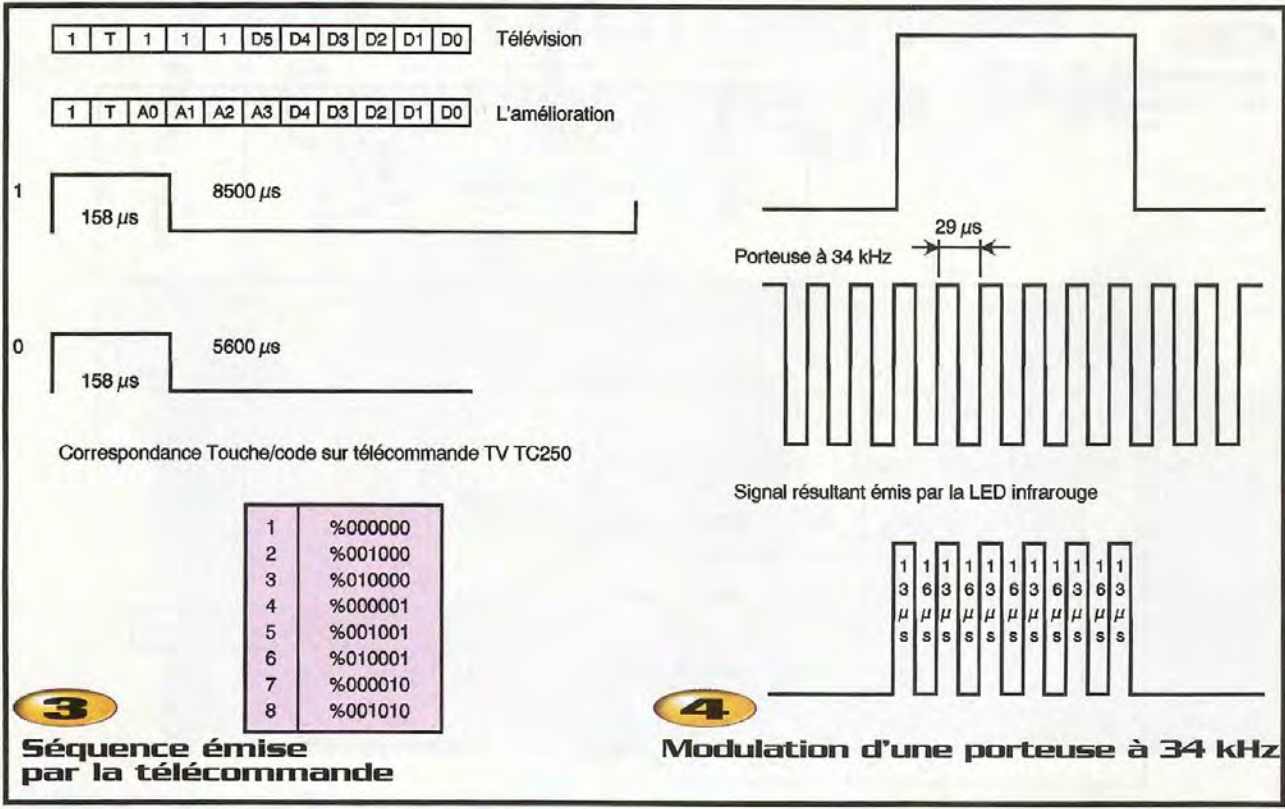 1 T 1 1 1 D5 D4 D3 D2 D1 D0 Télévision
1 T A0 A1 A2 A3 D4 D3 D2 D1 D0 L'amélioration
1
158 µs
8500 µs
0
158 µs
5600 µs
Correspondance Touche/code sur télécommande TV TC250
1 %000000
2 %001000
3 %010000
4 %000001
5 %001001
6 %010001
7 %000010
8 %001010
3
Séquence émise
par la télécommande
29 µs
Porteuse à 34 kHz
Signal résultant émis par la LED infrarouge
13µs 16µs 13µs 16µs 13µs 16µs 13µs 16µs 13µs 16µs 13µs
4
Modulation d'une porteuse à 34 kHz